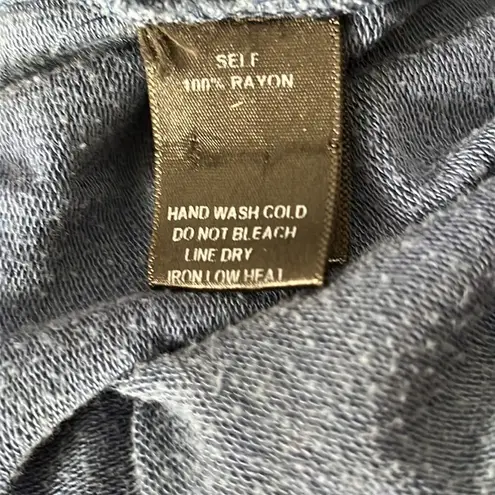 SELF
100% RAYON
HAND WASH COLD
DO NOT BLEACH
LINE DRY
IRON LOW HEAT